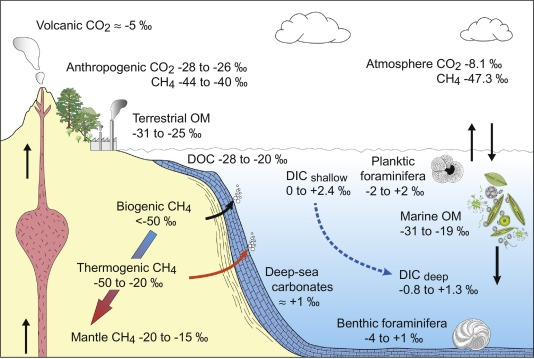 Volcanic CO2 ≈ -5 ‰
Anthropogenic CO2 -28 to -26 ‰
CH4 -44 to -40 ‰
Atmosphere CO2 -8.1 ‰
CH4 -47.3 ‰
Terrestrial OM
-31 to -25 ‰
DOC -28 to -20 ‰
DIC shallow
0 to +2.4 ‰
Planktic
foraminifera
-2 to +2 ‰
Biogenic CH4
<-50 ‰
Marine OM
-31 to -19 ‰
Thermogenic CH4
-50 to -20 ‰
Deep-sea
carbonates
≈ +1 ‰
DIC deep
-0.8 to +1.3 ‰
Mantle CH4 -20 to -15 ‰
Benthic foraminifera
-4 to +1 ‰